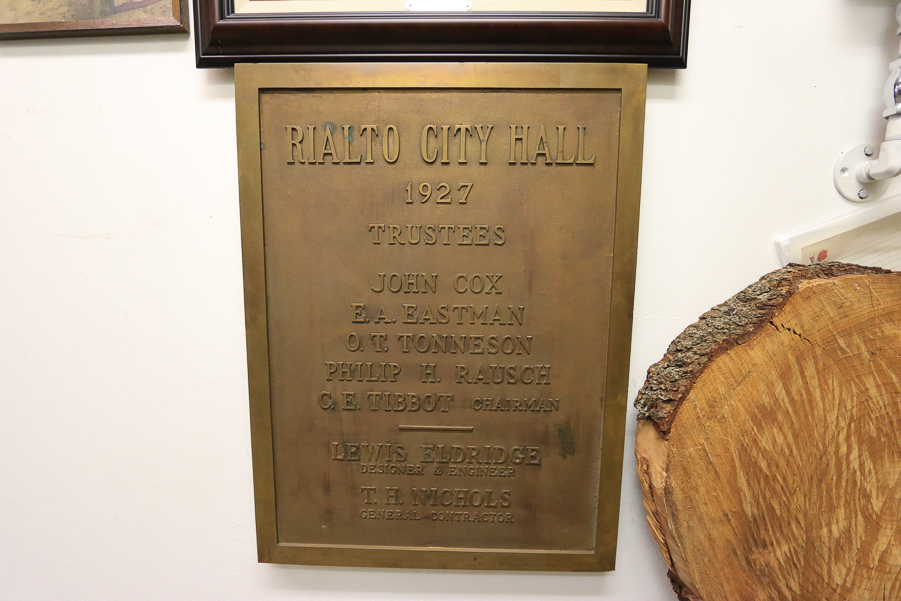 RIALTO CITY HALL
1927
TRUSTEES
JOHN COX
E. A. EASTMAN
O. T. TONNESON
PHILIP H. RAUSCH
C. E. TIBBOT CHAIRMAN
LEWIS ELDRIDGE
DESIGNER & ENGINEER
T. H. NICHOLS
GENERAL CONTRACTOR